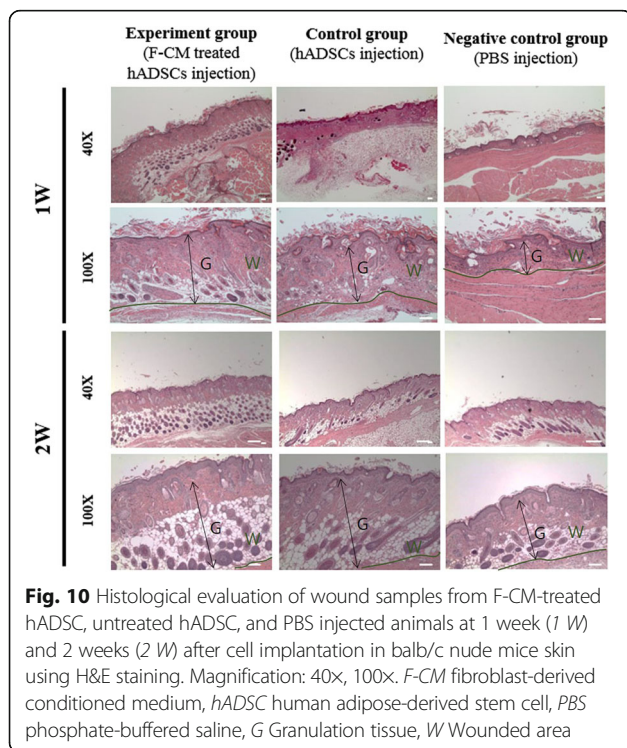 Experiment group
(F-CM treated
hADSCs injection)
Control group
(hADSCs injection)
Negative control group
(PBS injection)
1W
40X
100X
G
W
G
W
G
W
2W
40X
100X
G
W
G
W
G
W
Fig. 10 Histological evaluation of wound samples from F-CM-treated
hADSC, untreated hADSC, and PBS injected animals at 1 week (1 W)
and 2 weeks (2 W) after cell implantation in balb/c nude mice skin
using H&E staining. Magnification: 40×, 100×. F-CM fibroblast-derived
conditioned medium, hADSC human adipose-derived stem cell, PBS
phosphate-buffered saline, G Granulation tissue, W Wounded area